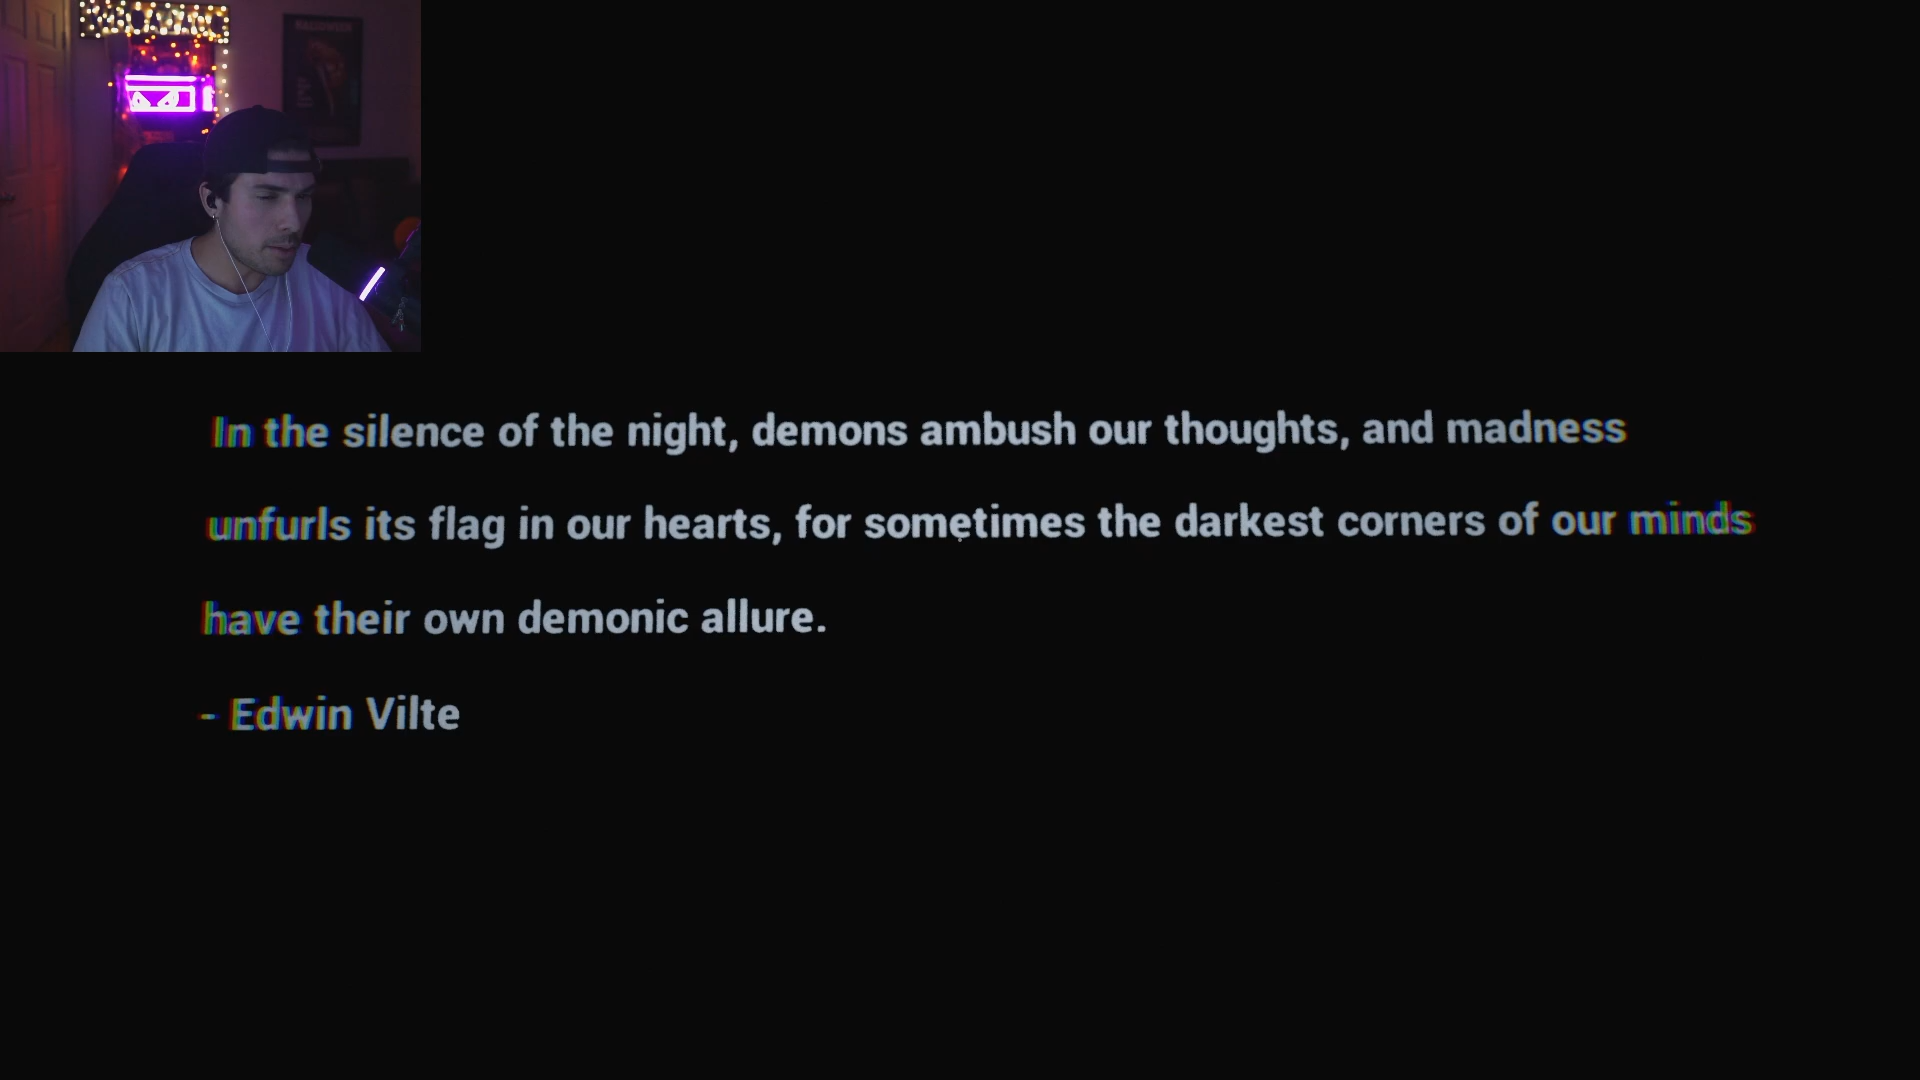 HALLOWEEN
In the silence of the night, demons ambush our thoughts, and madness
unfurls its flag in our hearts, for sometimes the darkest corners of our minds
have their own demonic allure.
- Edwin Vilte